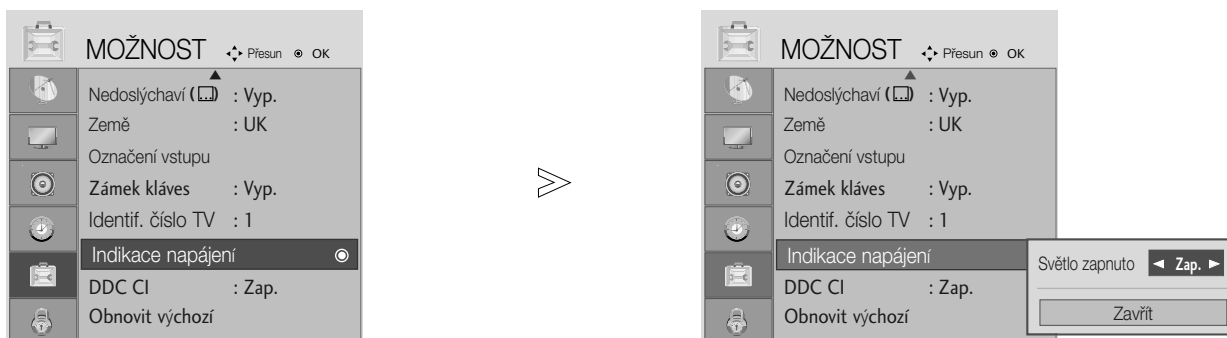 MOŽNOST Přesun OK
Nedoslýchaví (...) : Vyp.
Země : UK
Označení vstupu
Zámek kláves : Vyp.
Identif. číslo TV : 1
Indikace napájení
DDC CI : Zap.
Obnovit výchozí
MOŽNOST Přesun OK
Nedoslýchaví (...) : Vyp.
Země : UK
Označení vstupu
Zámek kláves : Vyp.
Identif. číslo TV : 1
Indikace napájení
DDC CI : Zap.
Obnovit výchozí
Světlo zapnuto ◄ Zap. ►
Zavřít